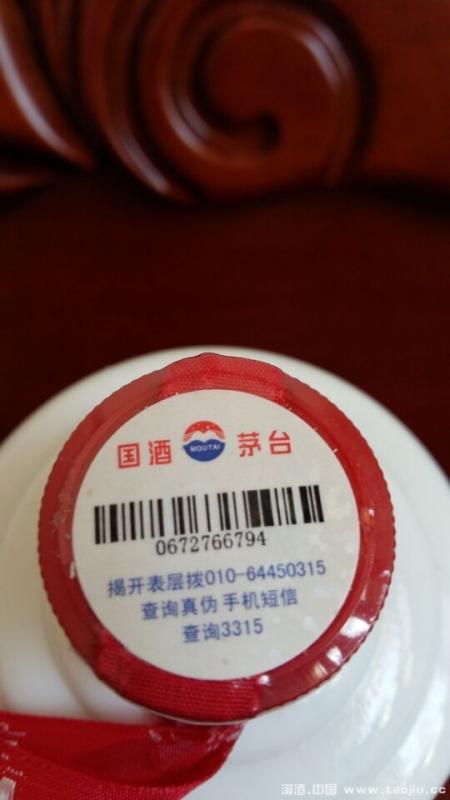 国酒 MOUTAI 茅台
0672766794
揭开表层拨010-64450315
查询真伪 手机短信
查询3315
淘酒.中国 www.taojiu.cc